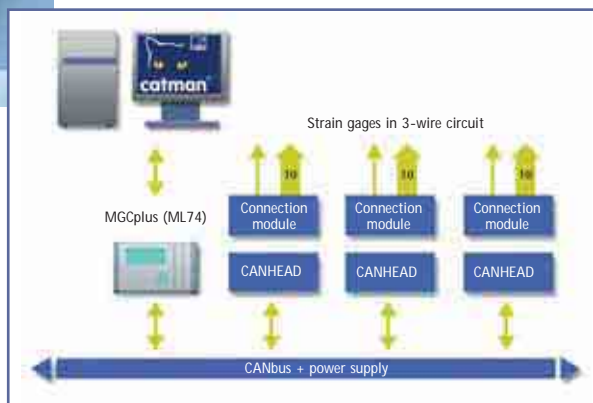 catman
Strain gages in 3-wire circuit
10
10
10
MGCplus (ML74)
Connection
module
Connection
module
Connection
module
CANHEAD
CANHEAD
CANHEAD
CANbus + power supply